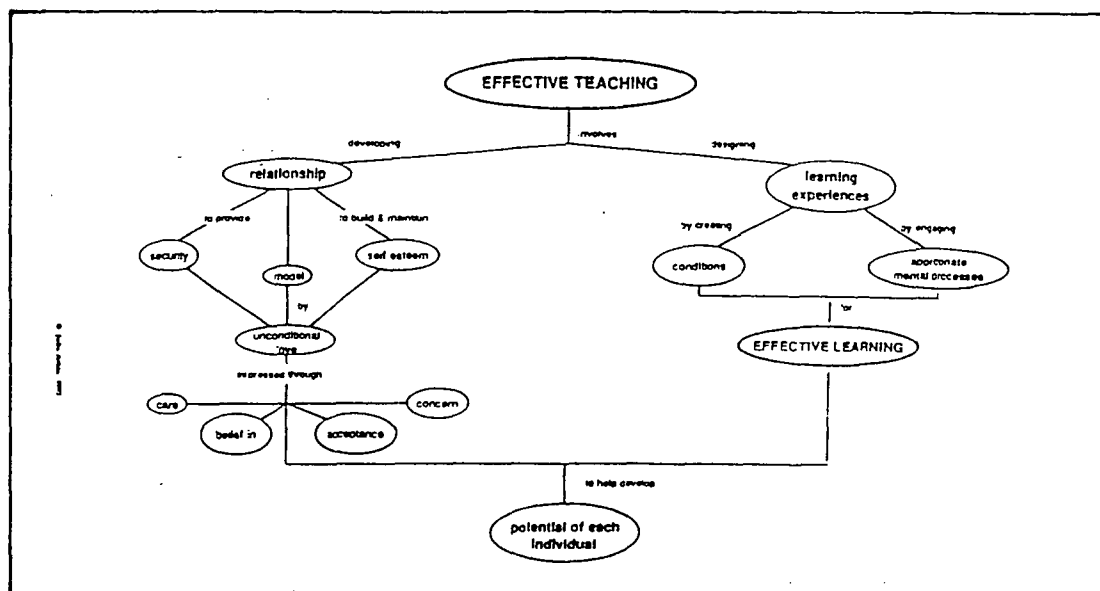 EFFECTIVE TEACHING
involves
developing
designing
relationship
learning
experiences
to provide
to build & maintain
by creating
by engaging
security
model
self esteem
conditions
appropriate
mental processes
by
for
unconditional
love
EFFECTIVE LEARNING
expressed through
care
concern
belief in
acceptance
to help develop
potential of each
individual